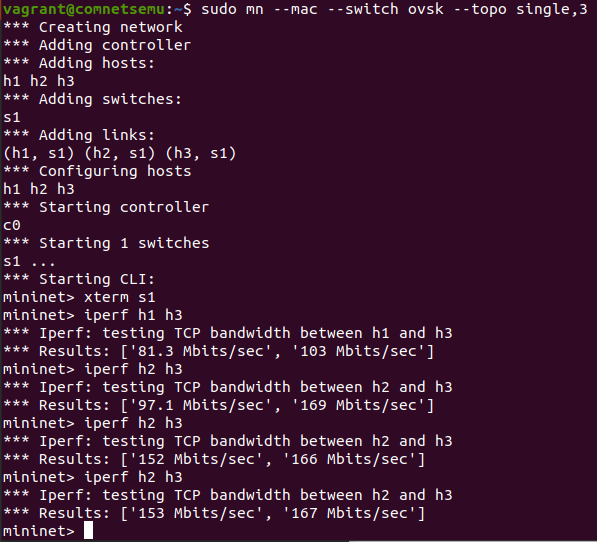 vagrant@comnetsemu:~$ sudo mn --mac --switch ovsk --topo single,3
*** Creating network
*** Adding controller
*** Adding hosts:
h1 h2 h3
*** Adding switches:
s1
*** Adding links:
(h1, s1) (h2, s1) (h3, s1)
*** Configuring hosts
h1 h2 h3
*** Starting controller
c0
*** Starting 1 switches
s1 ...
*** Starting CLI:
mininet> xterm s1
mininet> iperf h1 h3
*** Iperf: testing TCP bandwidth between h1 and h3
*** Results: ['81.3 Mbits/sec', '103 Mbits/sec']
mininet> iperf h2 h3
*** Iperf: testing TCP bandwidth between h2 and h3
*** Results: ['97.1 Mbits/sec', '169 Mbits/sec']
mininet> iperf h2 h3
*** Iperf: testing TCP bandwidth between h2 and h3
*** Results: ['152 Mbits/sec', '166 Mbits/sec']
mininet> iperf h2 h3
*** Iperf: testing TCP bandwidth between h2 and h3
*** Results: ['153 Mbits/sec', '167 Mbits/sec']
mininet>